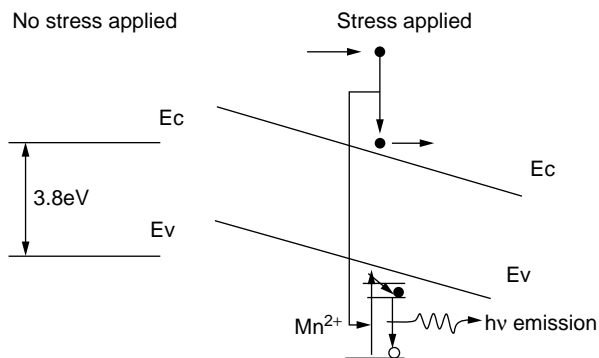 No stress applied
Stress applied
Ec
Ec
3.8eV
Ev
Ev
Mn²⁺
hν emission